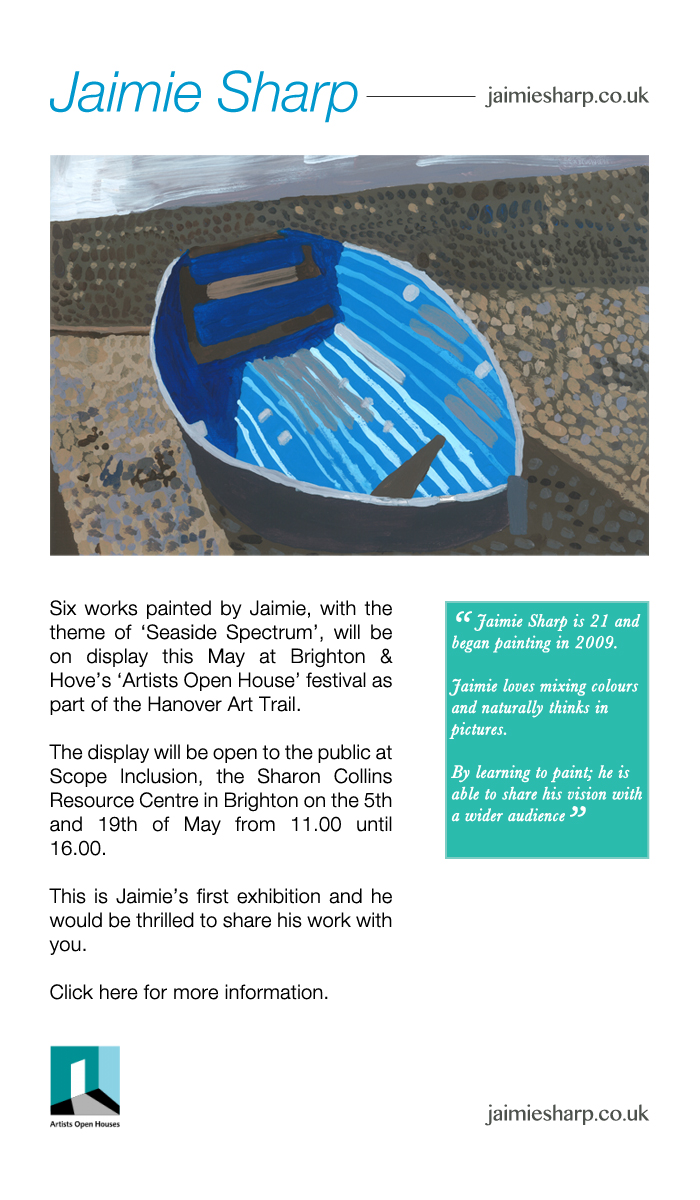 Jaimie Sharp
jaimiesharp.co.uk
Six works painted by Jaimie, with the
theme of ‘Seaside Spectrum’, will be
on display this May at Brighton &
Hove’s ‘Artists Open House’ festival as
part of the Hanover Art Trail.
The display will be open to the public at
Scope Inclusion, the Sharon Collins
Resource Centre in Brighton on the 5th
and 19th of May from 11.00 until
16.00.
This is Jaimie’s first exhibition and he
would be thrilled to share his work with
you.
Click here for more information.
“ Jaimie Sharp is 21 and
began painting in 2009.
Jaimie loves mixing colours
and naturally thinks in
pictures.
By learning to paint; he is
able to share his vision with
a wider audience ”
Artists Open Houses
jaimiesharp.co.uk